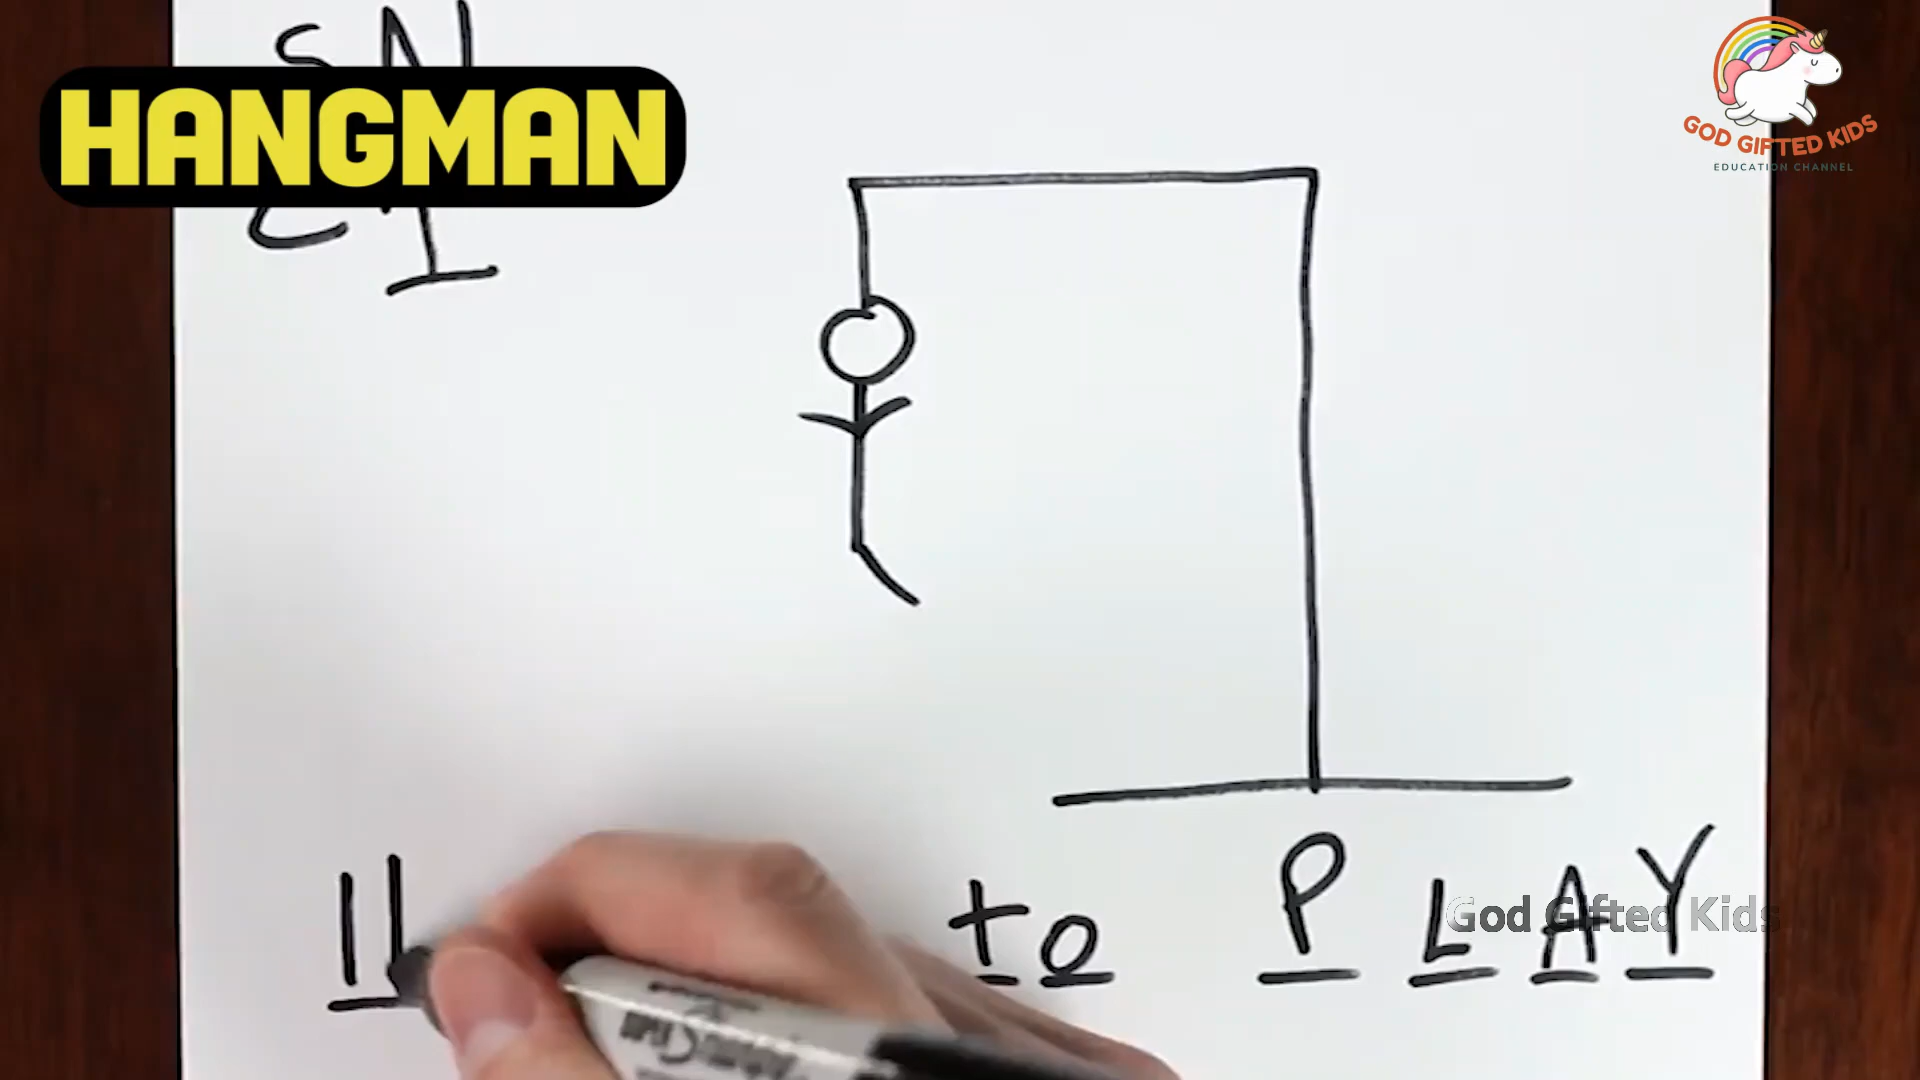 S N
HANGMAN
I
GOD GIFTED KIDS
EDUCATION CHANNEL
to PLAY
God Gifted Kids